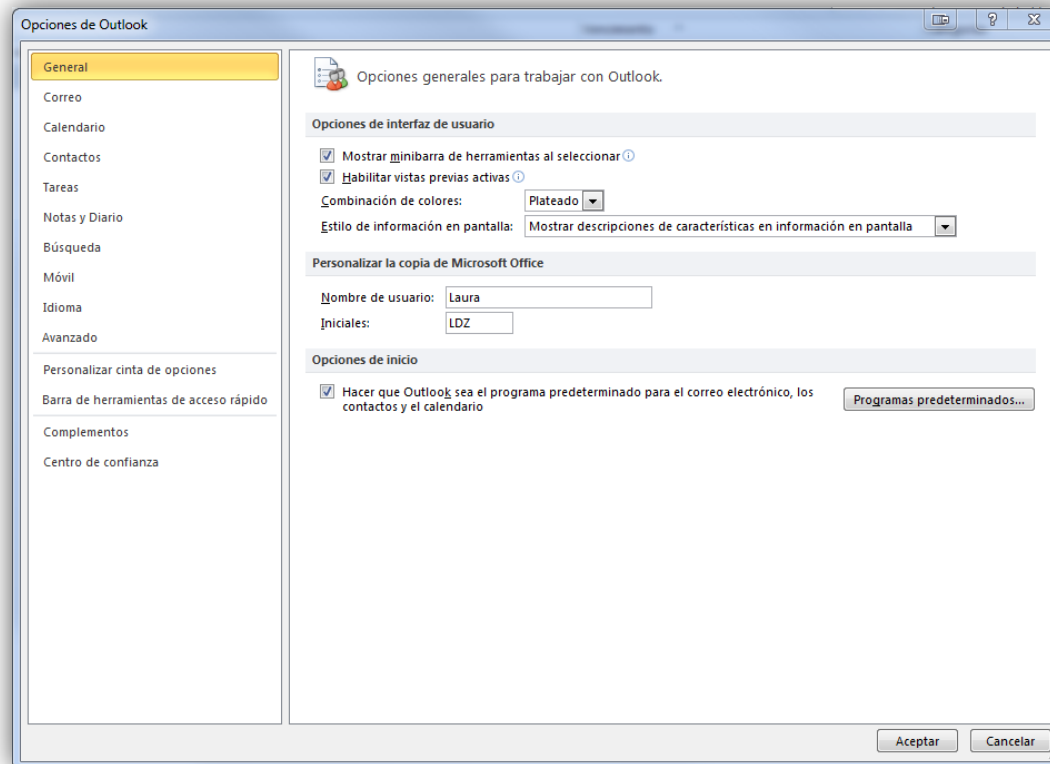 Opciones de Outlook
General
Correo
Calendario
Contactos
Tareas
Notas y Diario
Búsqueda
Móvil
Idioma
Avanzado
Personalizar cinta de opciones
Barra de herramientas de acceso rápido
Complementos
Centro de confianza
Opciones generales para trabajar con Outlook.
Opciones de interfaz de usuario
Mostrar minibarra de herramientas al seleccionar
Habilitar vistas previas activas
Combinación de colores: Plateado
Estilo de información en pantalla: Mostrar descripciones de características en información en pantalla
Personalizar la copia de Microsoft Office
Nombre de usuario: Laura
Iniciales: LDZ
Opciones de inicio
Hacer que Outlook sea el programa predeterminado para el correo electrónico, los
contactos y el calendario
Programas predeterminados...
Aceptar Cancelar